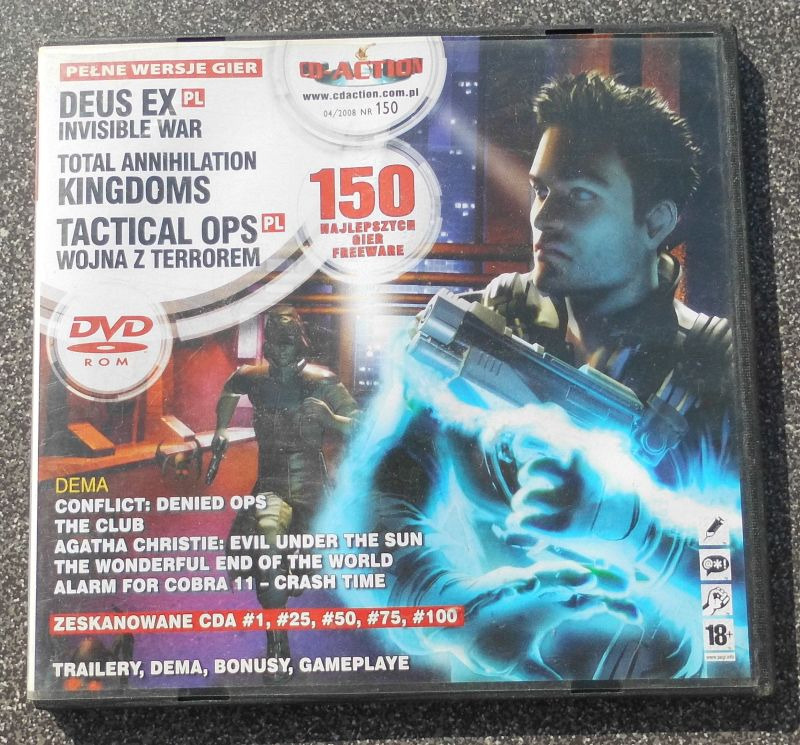 PEŁNE WERSJE GIER
DEUS EX PL
INVISIBLE WAR
TOTAL ANNIHILATION
KINGDOMS
TACTICAL OPS PL
WOJNA Z TERROREM
CD-ACTION
www.cdaction.com.pl
04/2008 NR 150
150
NAJLEPSZYCH
GIER
FREEWARE
DVD
ROM
DEMA
CONFLICT: DENIED OPS
THE CLUB
AGATHA CHRISTIE: EVIL UNDER THE SUN
THE WONDERFUL END OF THE WORLD
ALARM FOR COBRA 11 – CRASH TIME
ZESKANOWANE CDA #1, #25, #50, #75, #100
TRAILERY, DEMA, BONUSY, GAMEPLAYE
@*!
18+
www.pegi.info